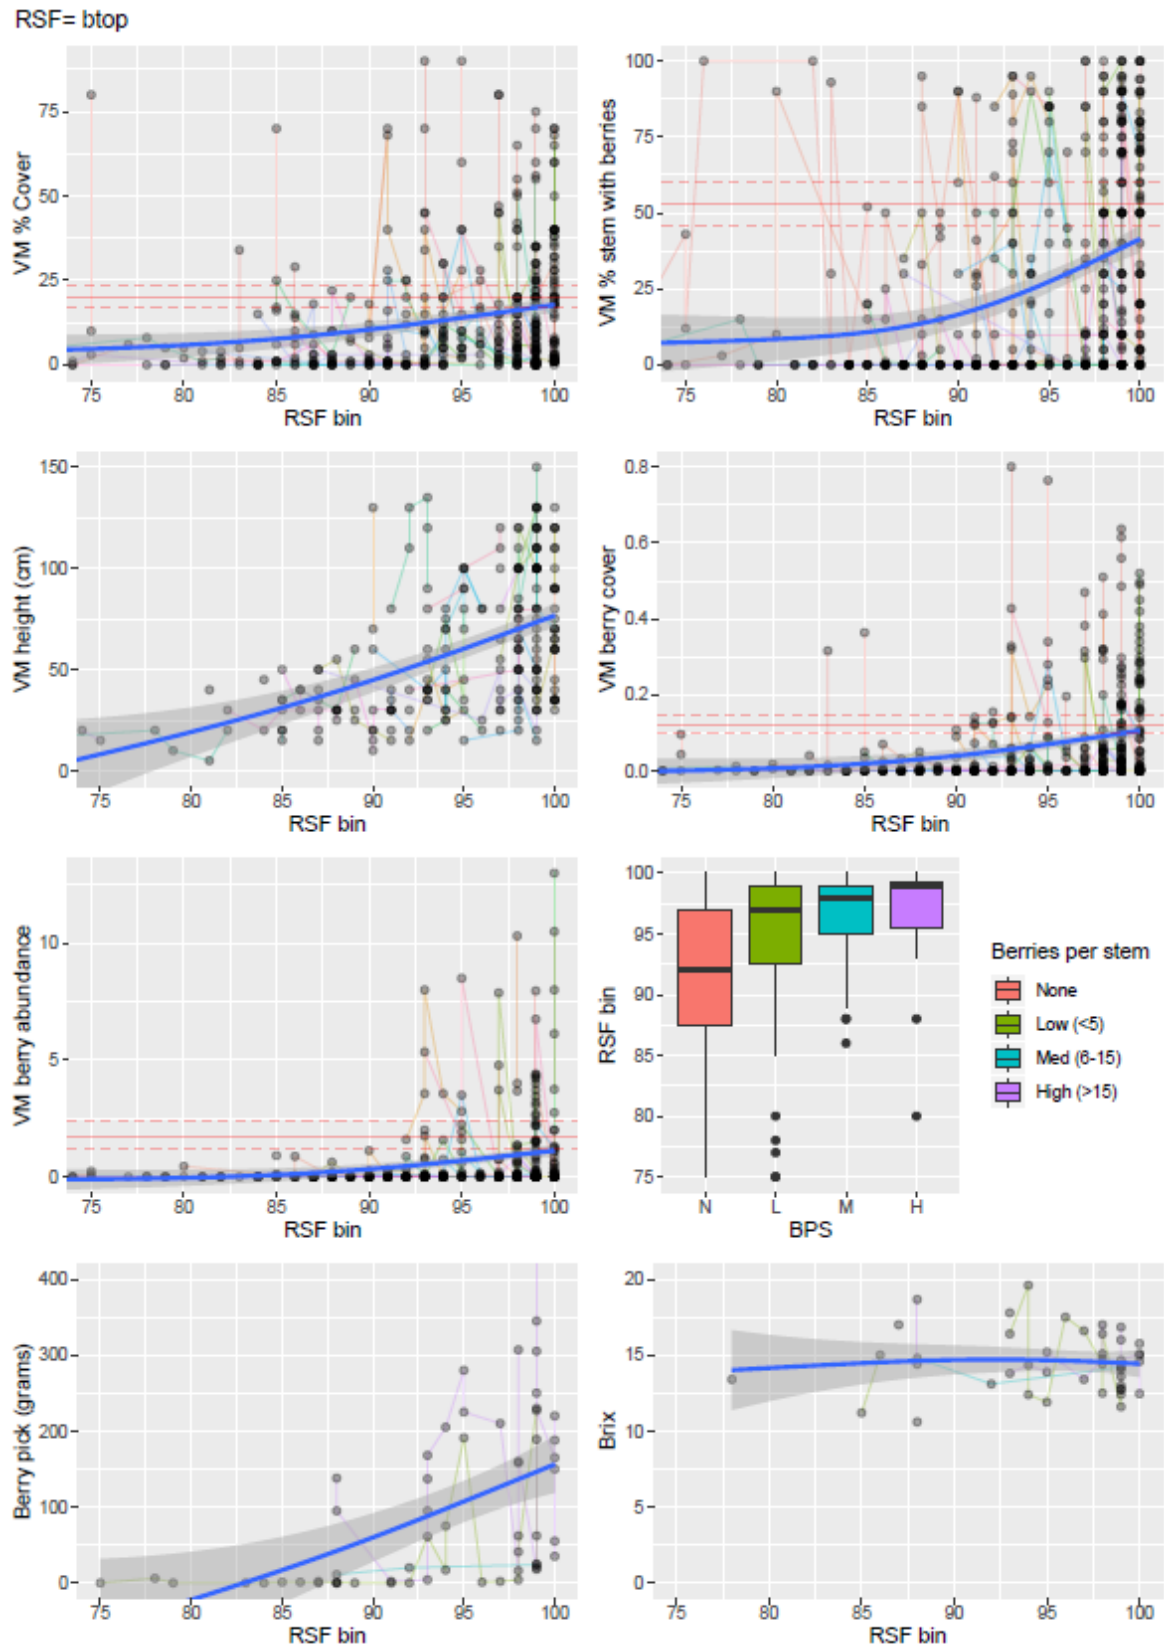 RSF= btop
VM % Cover
75
50
25
0
75 80 85 90 95 100
RSF bin
VM % stem with berries
100
75
50
25
0
75 80 85 90 95 100
RSF bin
VM height (cm)
150
100
50
0
75 80 85 90 95 100
RSF bin
VM berry cover
0.8
0.6
0.4
0.2
0.0
75 80 85 90 95 100
RSF bin
VM berry abundance
10
5
0
75 80 85 90 95 100
RSF bin
RSF bin
100
95
90
85
80
75
N L M H
BPS
Berries per stem
None
Low (<5)
Med (6-15)
High (>15)
Berry pick (grams)
400
300
200
100
0
75 80 85 90 95 100
RSF bin
Brix
20
15
10
5
0
75 80 85 90 95 100
RSF bin